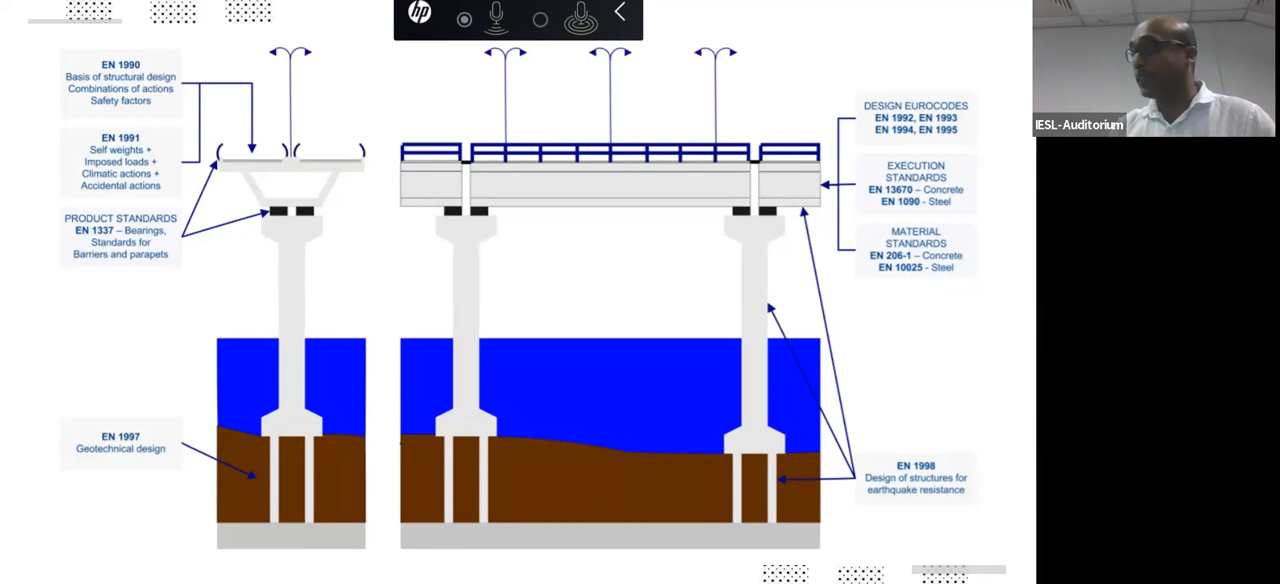 hp
IESL-Auditorium
EN 1990
Basis of structural design
Combinations of actions
Safety factors
EN 1991
Self weights +
Imposed loads +
Climatic actions +
Accidental actions
PRODUCT STANDARDS
EN 1337 – Bearings,
Standards for
Barriers and parapets
EN 1997
Geotechnical design
DESIGN EUROCODES
EN 1992, EN 1993
EN 1994, EN 1995
EXECUTION
STANDARDS
EN 13670 – Concrete
EN 1090 - Steel
MATERIAL
STANDARDS
EN 206-1 – Concrete
EN 10025 - Steel
EN 1998
Design of structures for
earthquake resistance